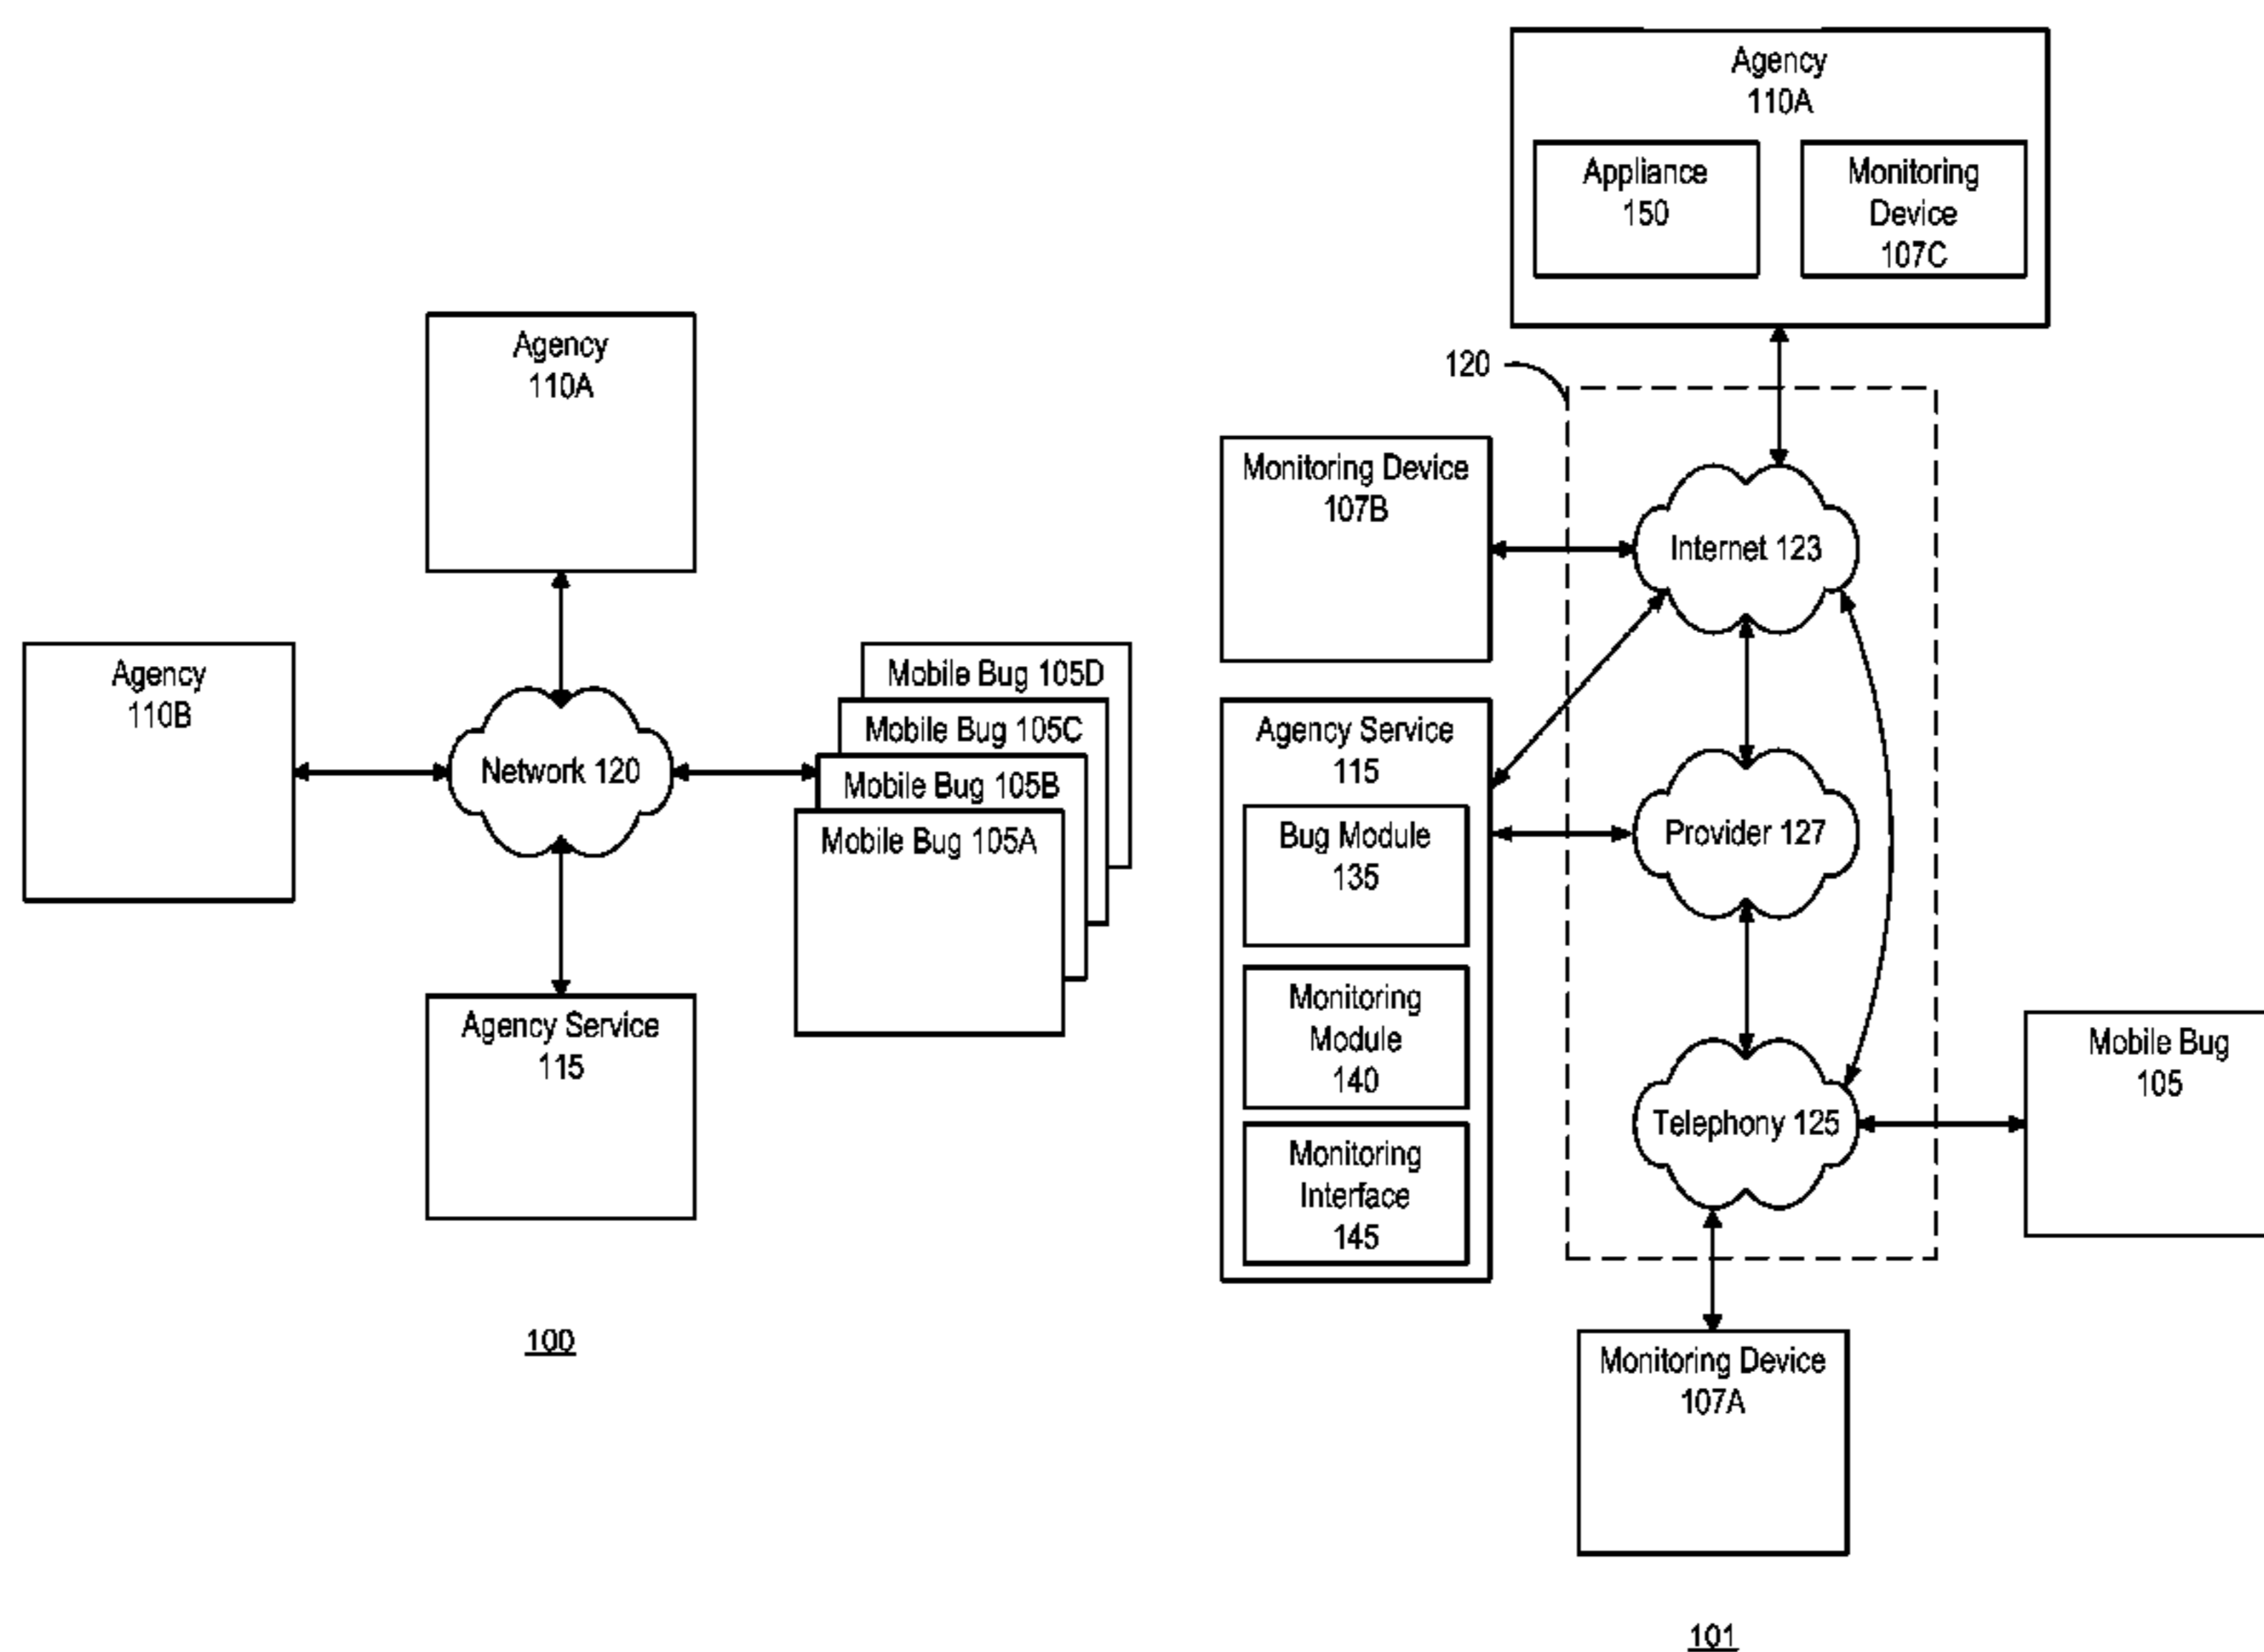 Agency
110A
Agency
110B
Network 120
Mobile Bug 105D
Mobile Bug 105C
Mobile Bug 105B
Mobile Bug 105A
Agency Service
115
100
Agency
110A
Appliance
150
Monitoring
Device
107C
120
Monitoring Device
107B
Internet 123
Agency Service
115
Bug Module
135
Provider 127
Monitoring
Module
140
Monitoring
Interface
145
Telephony 125
Mobile Bug
105
Monitoring Device
107A
101